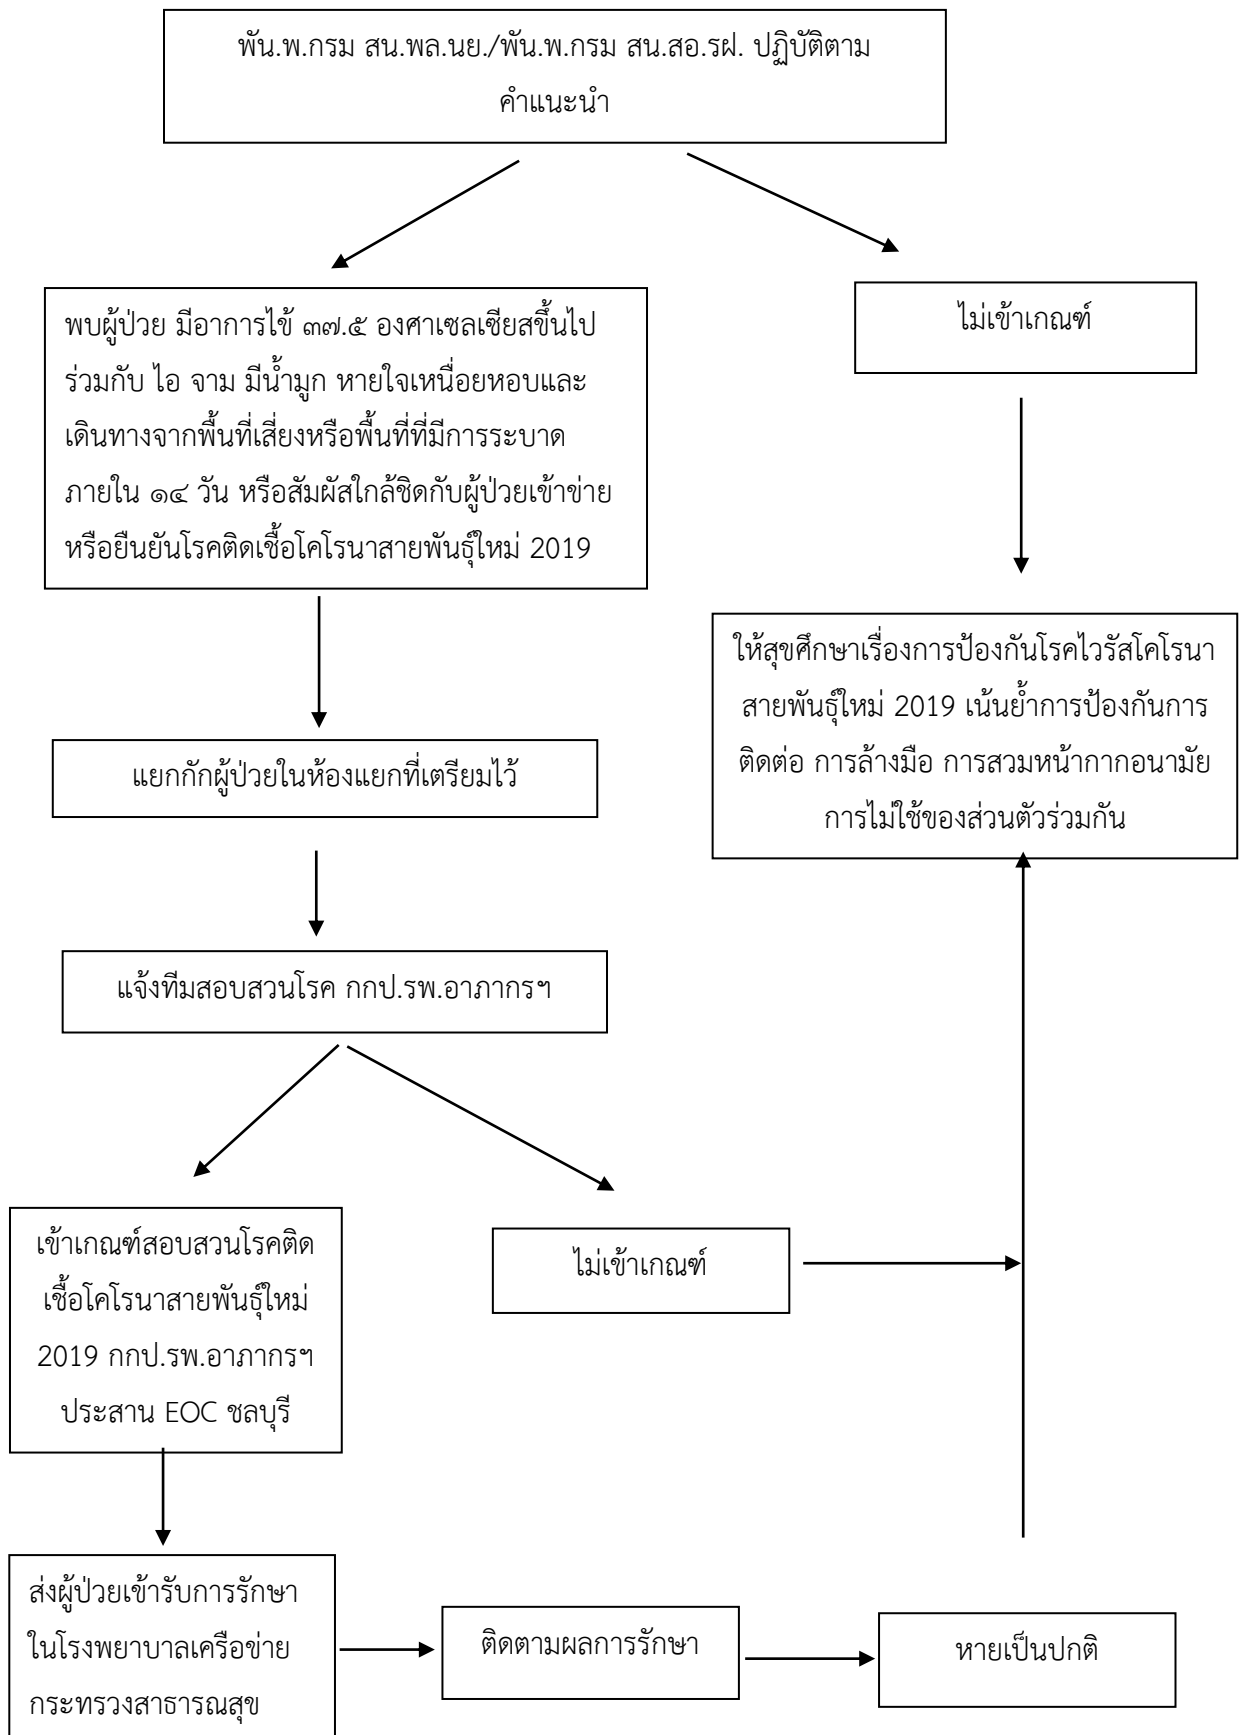 พัน.พ.กรม สน.พล.นย./พัน.พ.กรม สน.สอ.รฝ. ปฏิบัติตาม
คำแนะนำ
พบผู้ป่วย มีอาการไข้ ๓๗.๕ องศาเซลเซียสขึ้นไป
ร่วมกับ ไอ จาม มีน้ำมูก หายใจเหนื่อยหอบและ
เดินทางจากพื้นที่เสี่ยงหรือพื้นที่ที่มีการระบาด
ภายใน ๑๔ วัน หรือสัมผัสใกล้ชิดกับผู้ป่วยเข้าข่าย
หรือยืนยันโรคติดเชื้อโคโรนาสายพันธุ์ใหม่ 2019
ไม่เข้าเกณฑ์
ให้สุขศึกษาเรื่องการป้องกันโรคไวรัสโคโรนา
สายพันธุ์ใหม่ 2019 เน้นย้ำการป้องกันการ
ติดต่อ การล้างมือ การสวมหน้ากากอนามัย
การไม่ใช้ของส่วนตัวร่วมกัน
แยกกักผู้ป่วยในห้องแยกที่เตรียมไว้
แจ้งทีมสอบสวนโรค กกป.รพ.อาภากรฯ
เข้าเกณฑ์สอบสวนโรคติด
เชื้อโคโรนาสายพันธุ์ใหม่
2019 กกป.รพ.อาภากรฯ
ประสาน EOC ชลบุรี
ไม่เข้าเกณฑ์
ส่งผู้ป่วยเข้ารับการรักษา
ในโรงพยาบาลเครือข่าย
กระทรวงสาธารณสุข
ติดตามผลการรักษา
หายเป็นปกติ